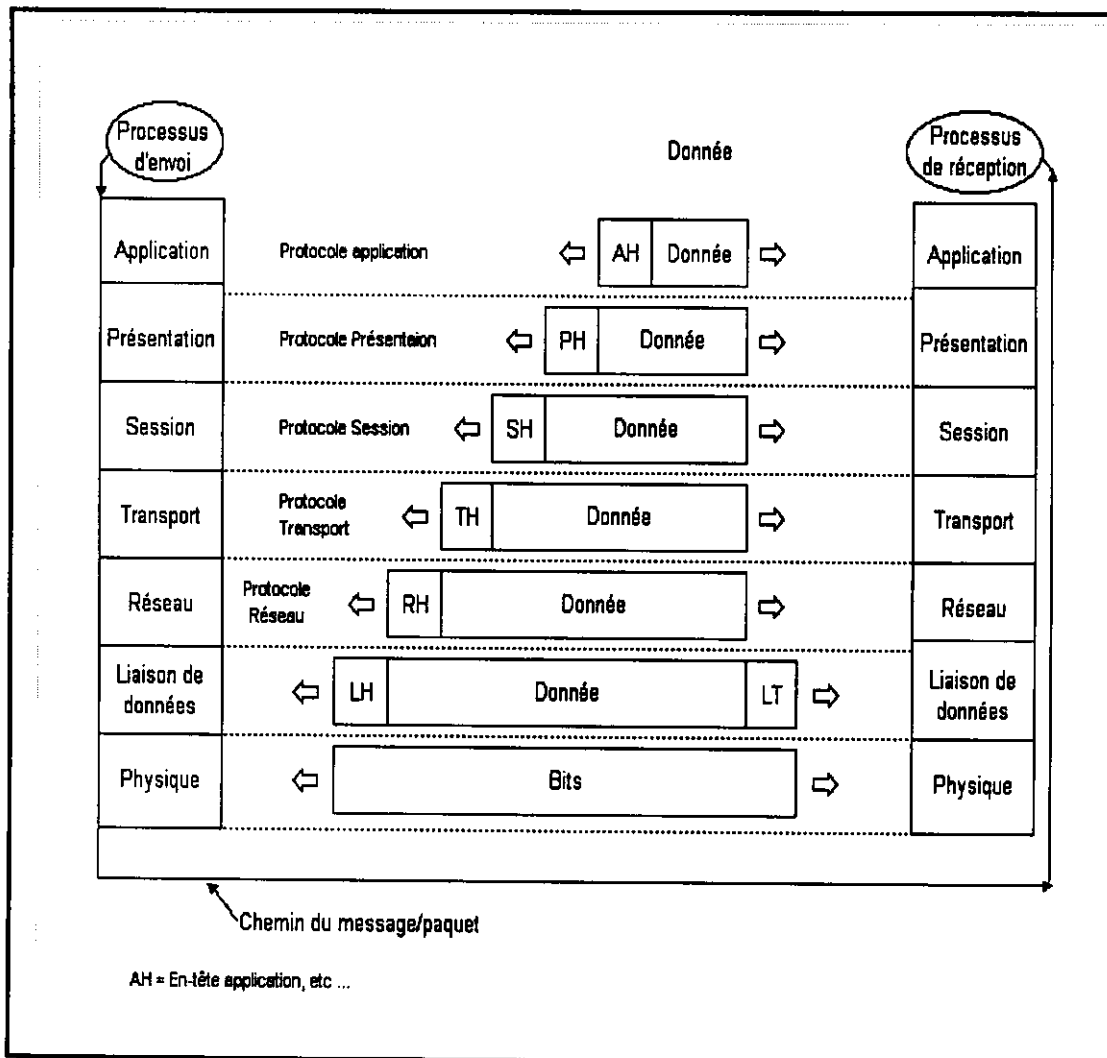 Processus
d'envoi
Donnée
Processus
de réception
Application
Protocole application
AH
Donnée
Application
Présentation
Protocole Présentaion
PH
Donnée
Présentation
Session
Protocole Session
SH
Donnée
Session
Transport
Protocole
Transport
TH
Donnée
Transport
Réseau
Protocole
Réseau
RH
Donnée
Réseau
Liaison de
données
LH
Donnée
LT
Liaison de
données
Physique
Bits
Physique
Chemin du message/paquet
AH = En-tête application, etc ...